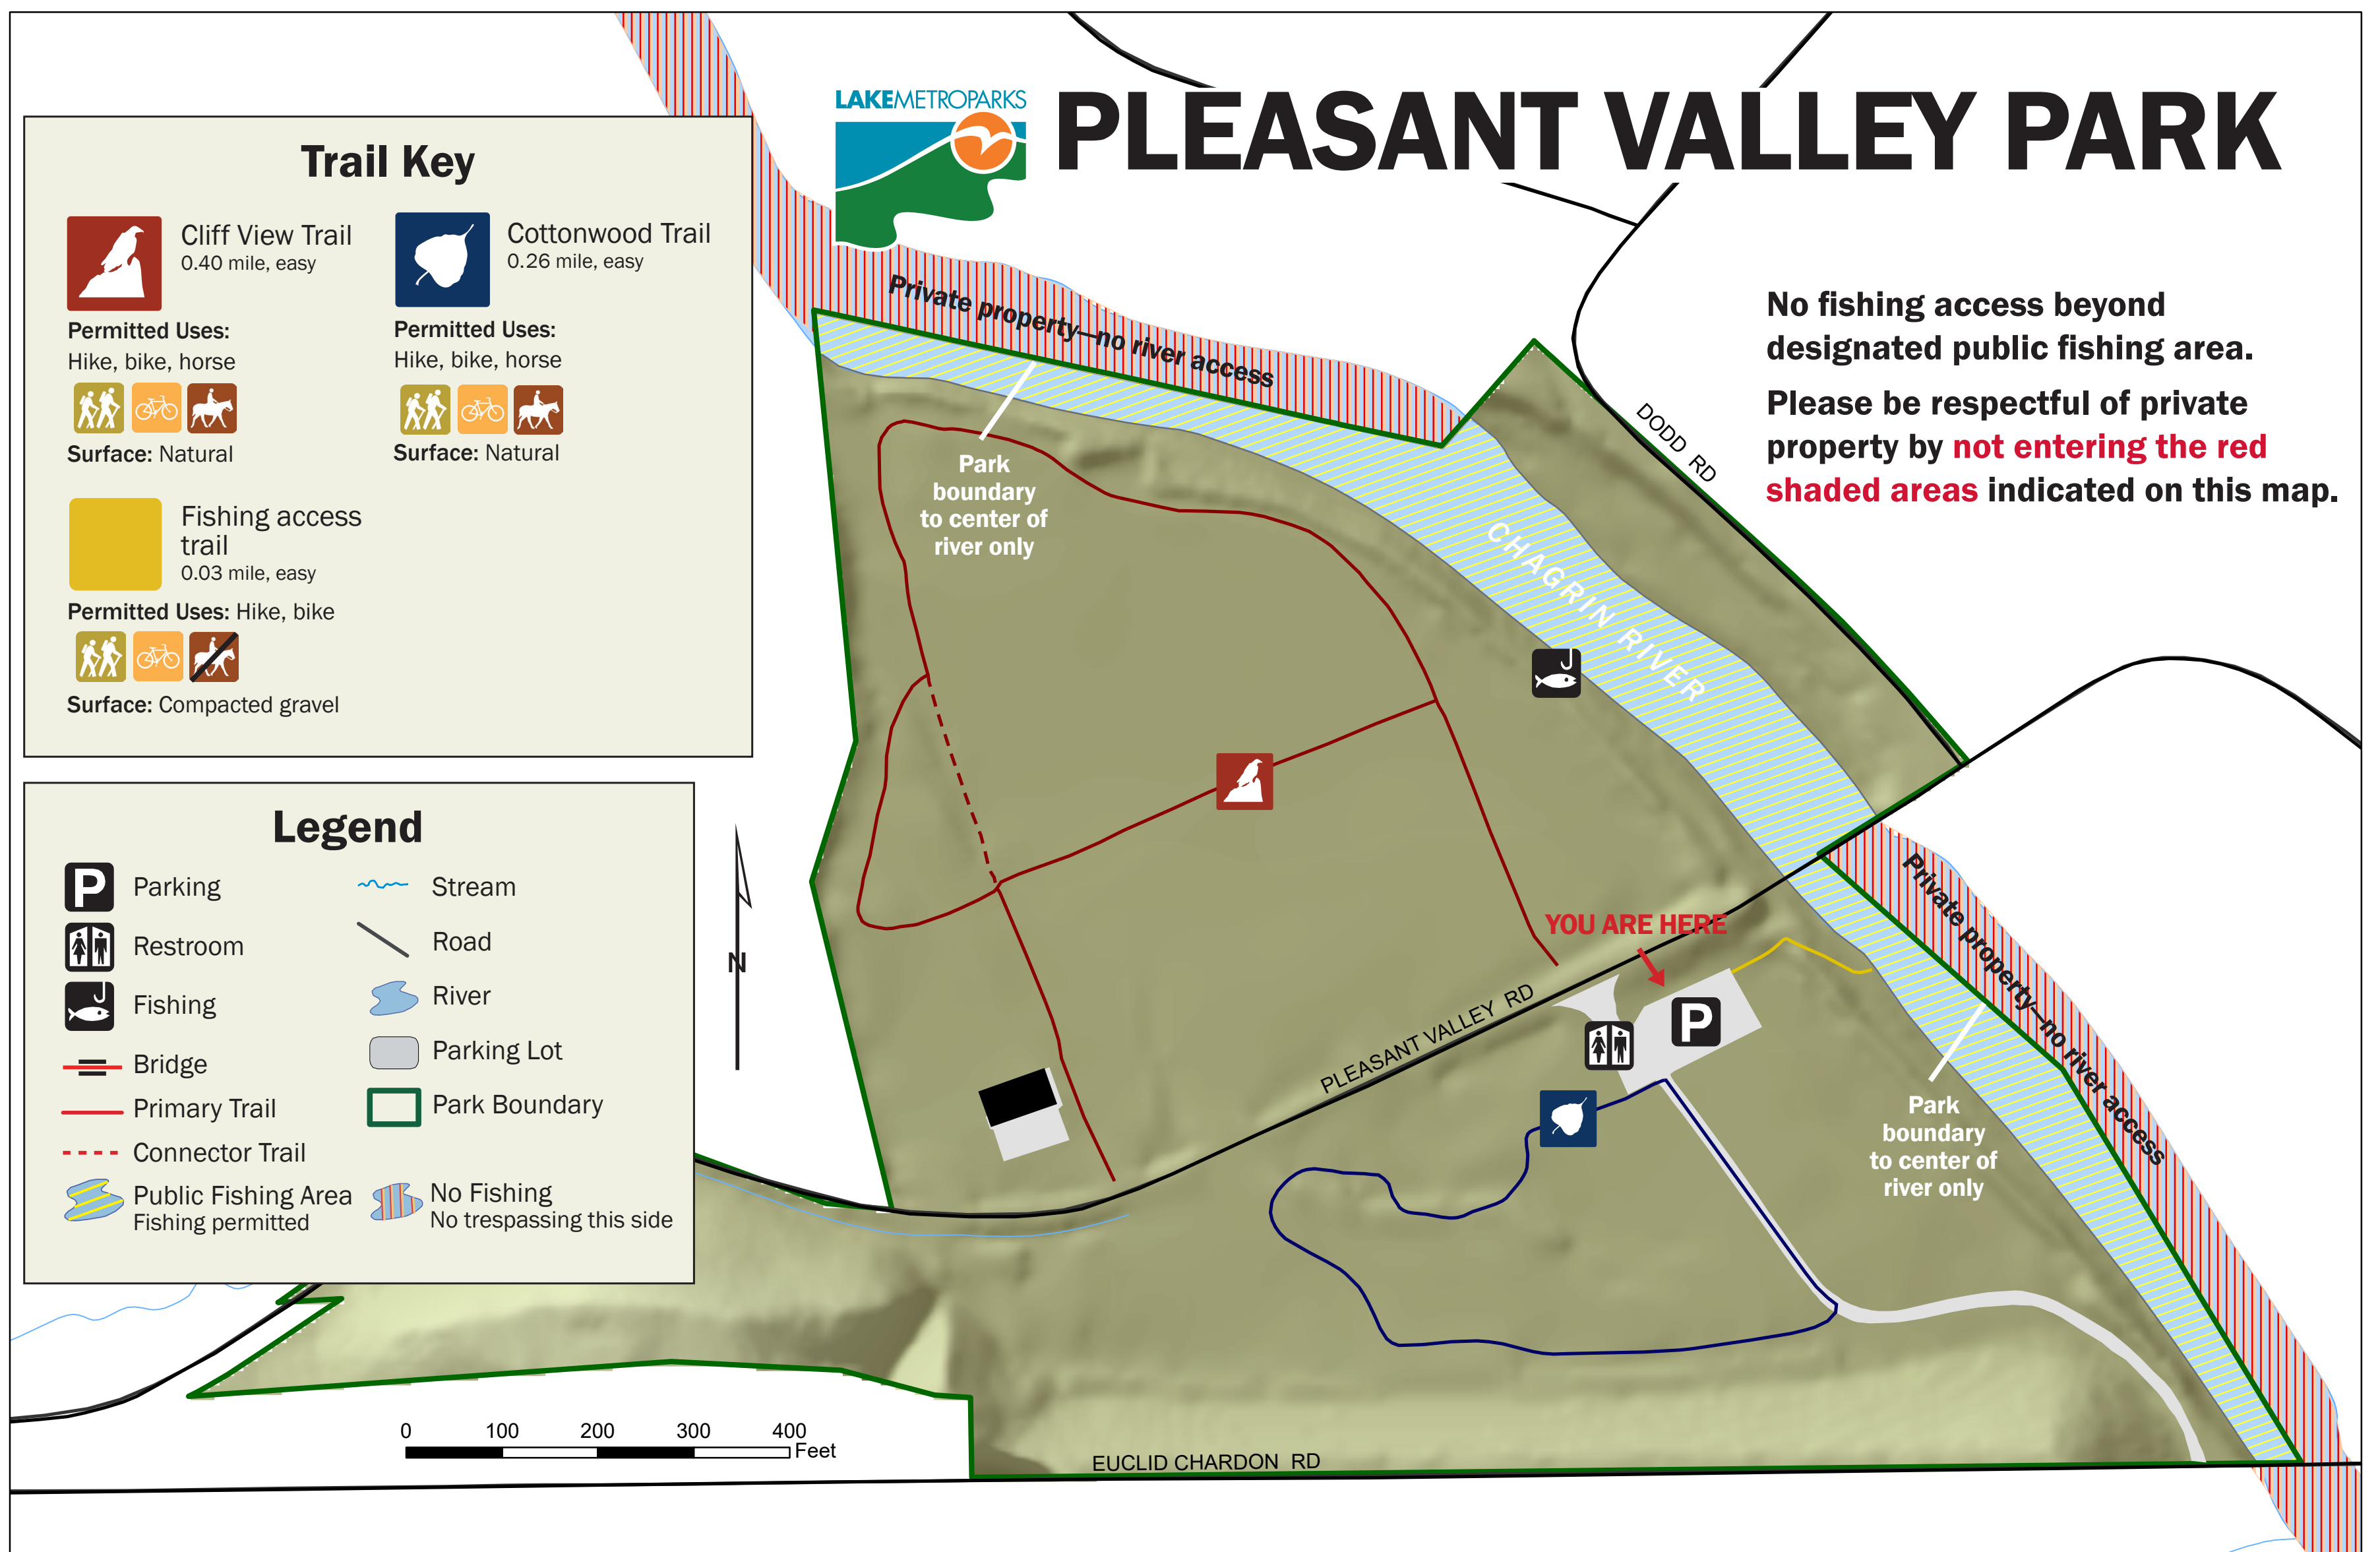 LAKEMETROPARKS
PLEASANT VALLEY PARK
Trail Key
Cliff View Trail
0.40 mile, easy
Permitted Uses:
Hike, bike, horse
Surface: Natural
Cottonwood Trail
0.26 mile, easy
Permitted Uses:
Hike, bike, horse
Surface: Natural
Fishing access
trail
0.03 mile, easy
Permitted Uses: Hike, bike
Surface: Compacted gravel
Legend
P
Parking
Restroom
Fishing
Bridge
Primary Trail
Connector Trail
Public Fishing Area
Fishing permitted
Stream
Road
River
Parking Lot
Park Boundary
No Fishing
No trespassing this side
N
No fishing access beyond
designated public fishing area.
Please be respectful of private
property by not entering the red
shaded areas indicated on this map.
Private property—no river access
Park
boundary
to center of
river only
DODD RD
CHAGRIN RIVER
YOU ARE HERE
P
PLEASANT VALLEY RD
Private property—no river access
Park
boundary
to center of
river only
0 100 200 300 400
Feet
EUCLID CHARDON RD